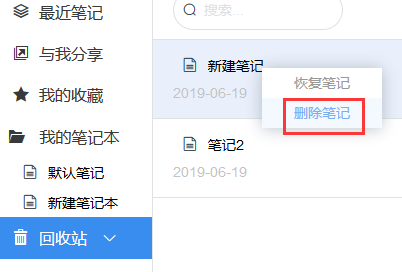 最近笔记
与我分享
我的收藏
我的笔记本
默认笔记
新建笔记本
回收站
搜索...
新建笔记
2019-06-19
恢复笔记
删除笔记
笔记2
2019-06-19